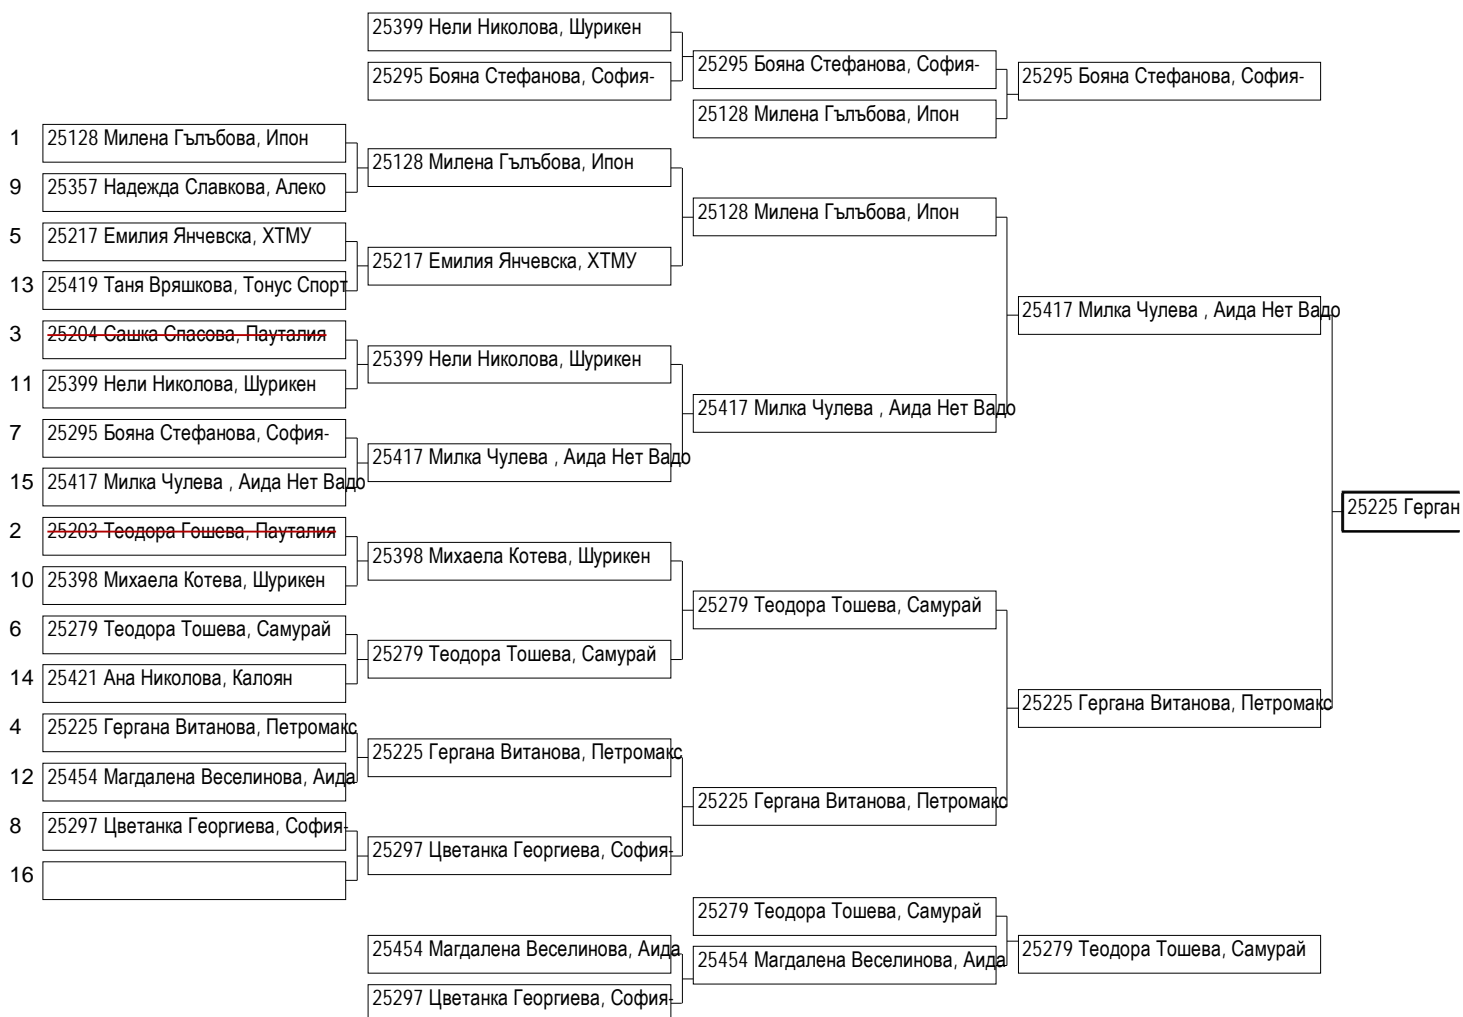 25399 Нели Николова, Шурикен
25295 Бояна Стефанова, София-
25295 Бояна Стефанова, София-
25128 Милена Гълъбова, Ипон
25295 Бояна Стефанова, София-
1 25128 Милена Гълъбова, Ипон
9 25357 Надежда Славкова, Алеко
5 25217 Емилия Янчевска, ХТМУ
13 25419 Таня Вряшкова, Тонус Спорт
3 25204 Сашка Спасова, Пауталия
11 25399 Нели Николова, Шурикен
7 25295 Бояна Стефанова, София-
15 25417 Милка Чулева , Аида Нет Вадо
2 25203 Теодора Гошева, Пауталия
10 25398 Михаела Котева, Шурикен
6 25279 Теодора Тошева, Самурай
14 25421 Ана Николова, Калоян
4 25225 Гергана Витанова, Петромакс
12 25454 Магдалена Веселинова, Аида
8 25297 Цветанка Георгиева, София-
16
25128 Милена Гълъбова, Ипон
25217 Емилия Янчевска, ХТМУ
25399 Нели Николова, Шурикен
25417 Милка Чулева , Аида Нет Вадо
25398 Михаела Котева, Шурикен
25279 Теодора Тошева, Самурай
25225 Гергана Витанова, Петромакс
25297 Цветанка Георгиева, София-
25128 Милена Гълъбова, Ипон
25417 Милка Чулева , Аида Нет Вадо
25279 Теодора Тошева, Самурай
25225 Гергана Витанова, Петромакс
25417 Милка Чулева , Аида Нет Вадо
25225 Гергана Витанова, Петромакс
25225 Герган
25454 Магдалена Веселинова, Аида
25297 Цветанка Георгиева, София-
25279 Теодора Тошева, Самурай
25454 Магдалена Веселинова, Аида
25279 Теодора Тошева, Самурай